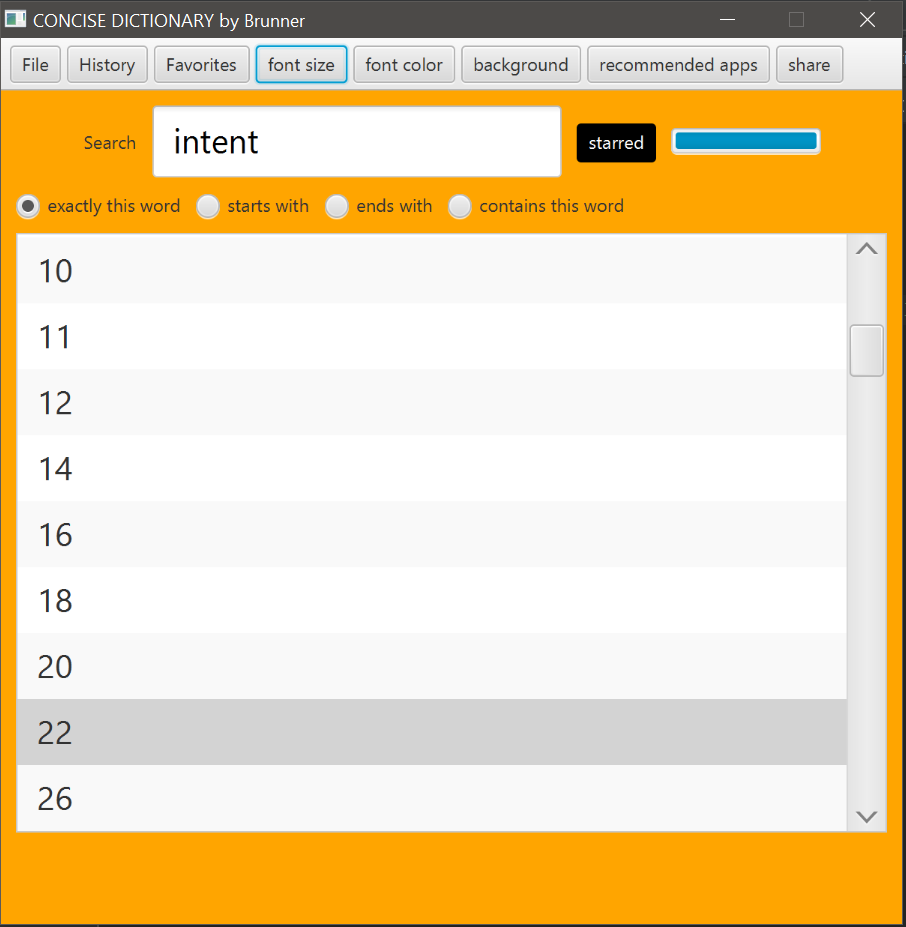 CONCISE DICTIONARY by Brunner
File History Favorites font size font color background recommended apps share
Search intent starred
exactly this word starts with ends with contains this word
10
11
12
14
16
18
20
22
26